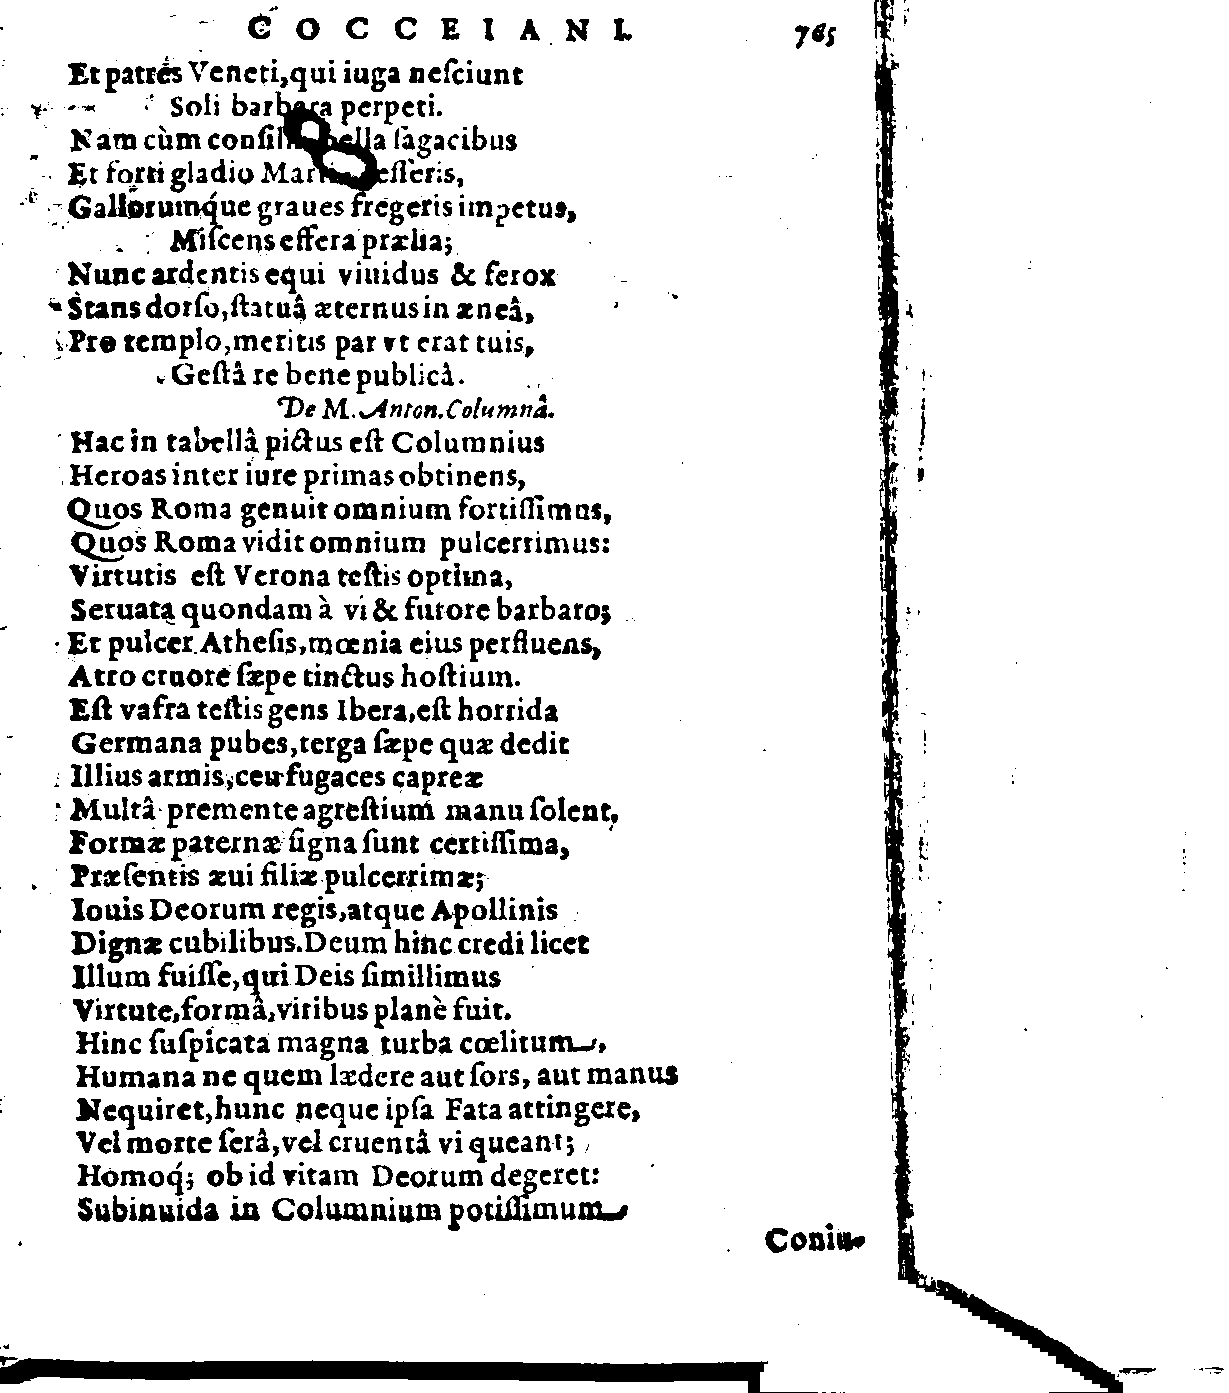 COCCEIANI. 765
Et patres Veneti, qui iuga neſciunt
Soli barbara perpeti.
Nam cùm conſiliis bella ſagacibus
Et forti gladio geſſeris,
Gallorumq́ue graues fregeris impetus,
Miſcens effera prælia;
Nunc ardentis equi viuidus & ferox
Stans dorſo, ſtatuâ æternus in æneâ,
Pro templo, meritis par vt erat tuis,
Geſtâ re bene publicâ.
De M. Anton. Columnâ.
Hac in tabellâ pictus eſt Columnius
Heroas inter iure primas obtinens,
Quos Roma genuit omnium fortiſſimus,
Quos Roma vidit omnium pulcerrimus:
Virtutis eſt Verona teſtis optima,
Seruata quondam à vi & furore barbaro;
Et pulcer Atheſis, mœnia eius perfluens,
Atro cruore ſæpe tinctus hoſtium.
Eſt vafra teſtis gens Ibera, eſt horrida
Germana pubes, terga ſæpe quæ dedit
Illius armis, ceu fugaces capreæ
Multâ premente agreſtium manu ſolent,
Formæ paternæ ſigna ſunt certiſſima,
Præſentis æui filiæ pulcerrimæ;
Iouis Deorum regis, atque Apollinis
Dignæ cubilibus. Deum hinc credi licet
Illum fuiſſe, qui Deis ſimillimus
Virtute, formâ, viribus planè fuit.
Hinc ſuſpicata magna turba cœlitum,
Humana ne quem lædere aut ſors, aut manus
Nequiret, hunc neque ipſa Fata attingere,
Vel morte ſerâ, vel cruentâ vi queant;
Homoq́; ob id vitam Deorum degeret:
Subinuida in Columnium potiſſimum
Coniu-